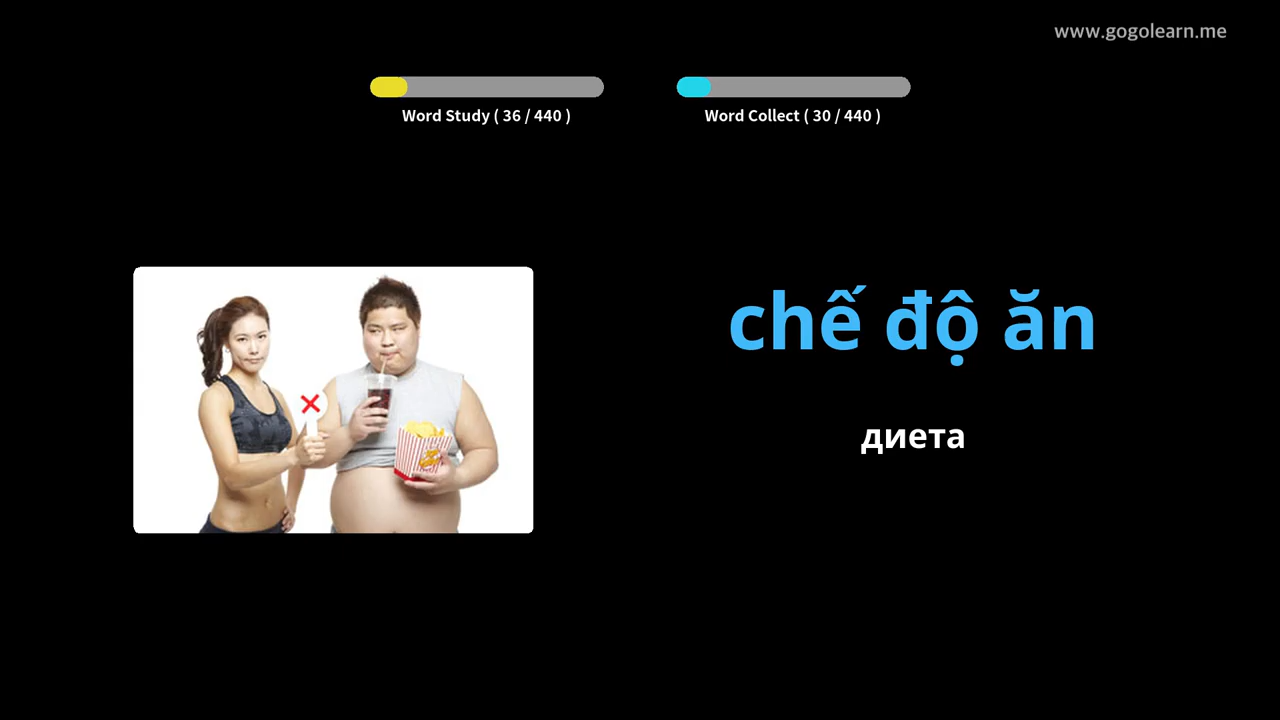 www.gogolearn.me
Word Study ( 36 / 440 )
Word Collect ( 30 / 440 )
chế độ ăn
диета